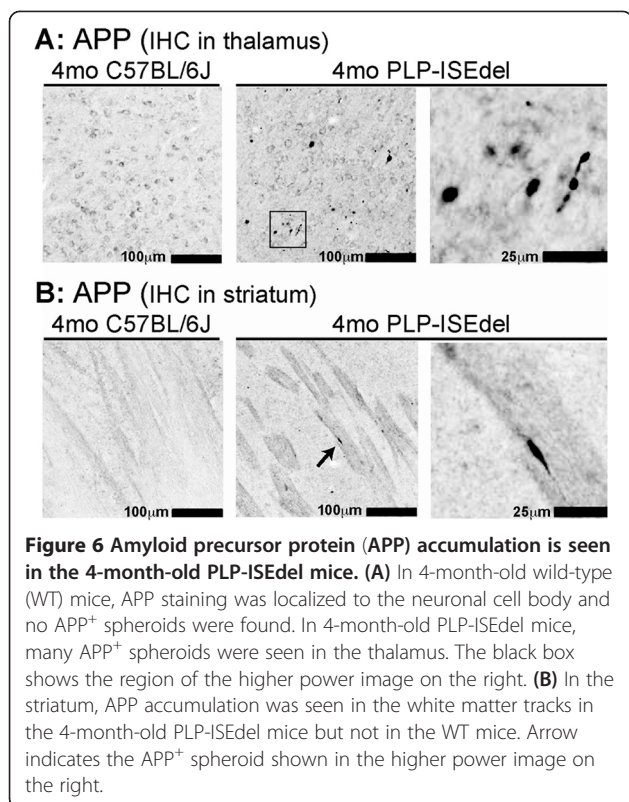 A: APP (IHC in thalamus)
4mo C57BL/6J 4mo PLP-ISEdel
100μm 100μm 25μm
B: APP (IHC in striatum)
4mo C57BL/6J 4mo PLP-ISEdel
100μm 100μm 25μm
Figure 6 Amyloid precursor protein (APP) accumulation is seen
in the 4-month-old PLP-ISEdel mice. (A) In 4-month-old wild-type
(WT) mice, APP staining was localized to the neuronal cell body and
no APP⁺ spheroids were found. In 4-month-old PLP-ISEdel mice,
many APP⁺ spheroids were seen in the thalamus. The black box
shows the region of the higher power image on the right. (B) In the
striatum, APP accumulation was seen in the white matter tracks in
the 4-month-old PLP-ISEdel mice but not in the WT mice. Arrow
indicates the APP⁺ spheroid shown in the higher power image on
the right.